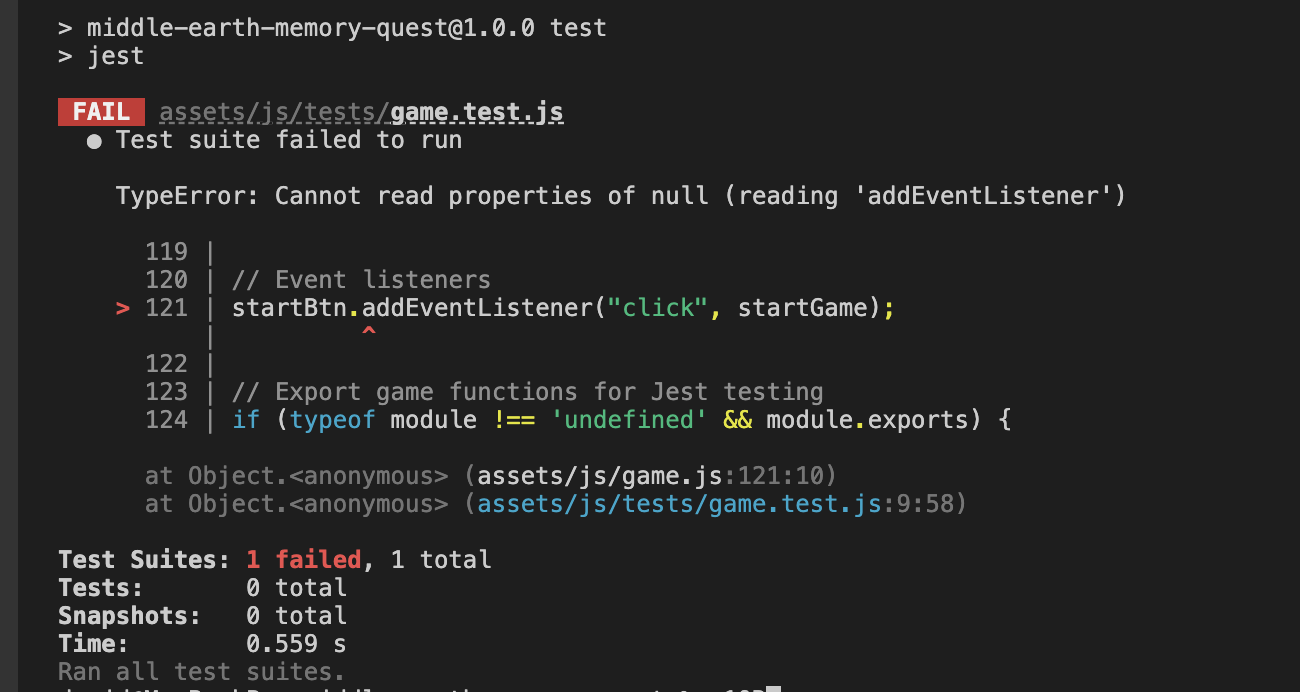 > middle-earth-memory-quest@1.0.0 test
> jest
FAIL assets/js/tests/game.test.js
● Test suite failed to run
TypeError: Cannot read properties of null (reading 'addEventListener')
119 |
120 | // Event listeners
> 121 | startBtn.addEventListener("click", startGame);
| ^
122 |
123 | // Export game functions for Jest testing
124 | if (typeof module !== 'undefined' && module.exports) {
at Object.<anonymous> (assets/js/game.js:121:10)
at Object.<anonymous> (assets/js/tests/game.test.js:9:58)
Test Suites: 1 failed, 1 total
Tests: 0 total
Snapshots: 0 total
Time: 0.559 s
Ran all test suites.